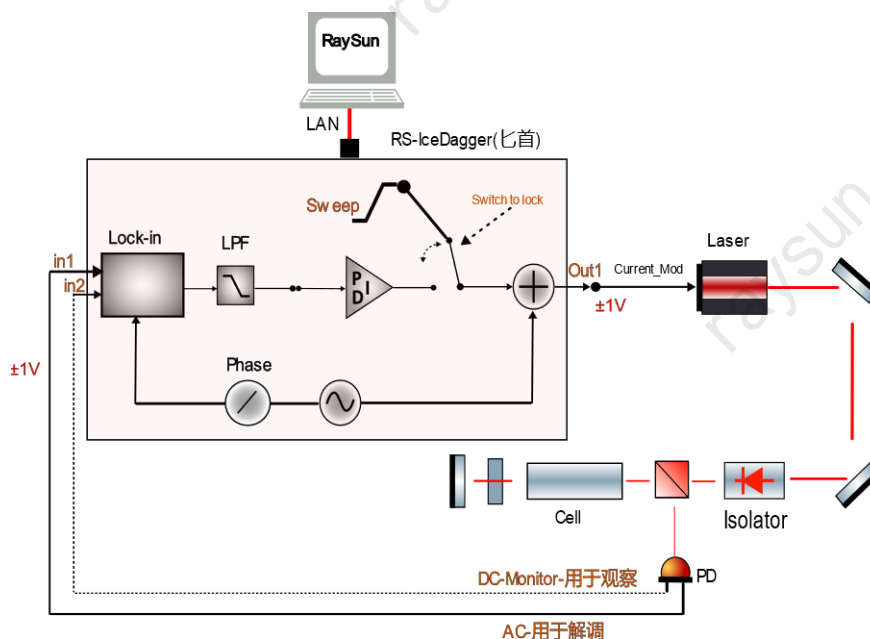 raysun
RaySun
LAN
RS-IceDagger(匕首)
Sweep
Switch to lock
Lock-in
LPF
Laser
in1
in2
P
I
D
Out1
Current_Mod
±1V
±1V
Phase
Cell
Isolator
DC-Monitor-用于观察
PD
AC-用于解调